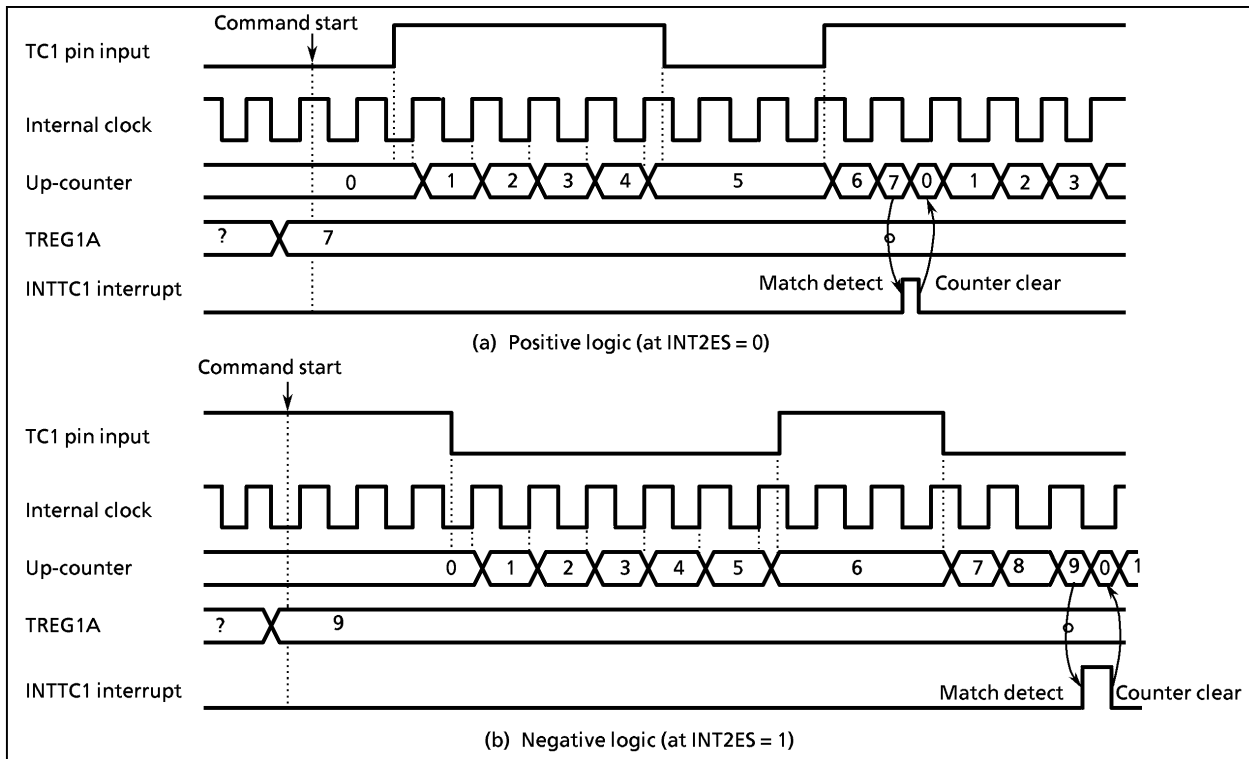 Command start
TC1 pin input
Internal clock
Up-counter 0 1 2 3 4 5 6 7 0 1 2 3
TREG1A ? 7
INTTC1 interrupt Match detect Counter clear
(a) Positive logic (at INT2ES = 0)
Command start
TC1 pin input
Internal clock
Up-counter 0 1 2 3 4 5 6 7 8 9 0 1
TREG1A ? 9
INTTC1 interrupt Match detect Counter clear
(b) Negative logic (at INT2ES = 1)